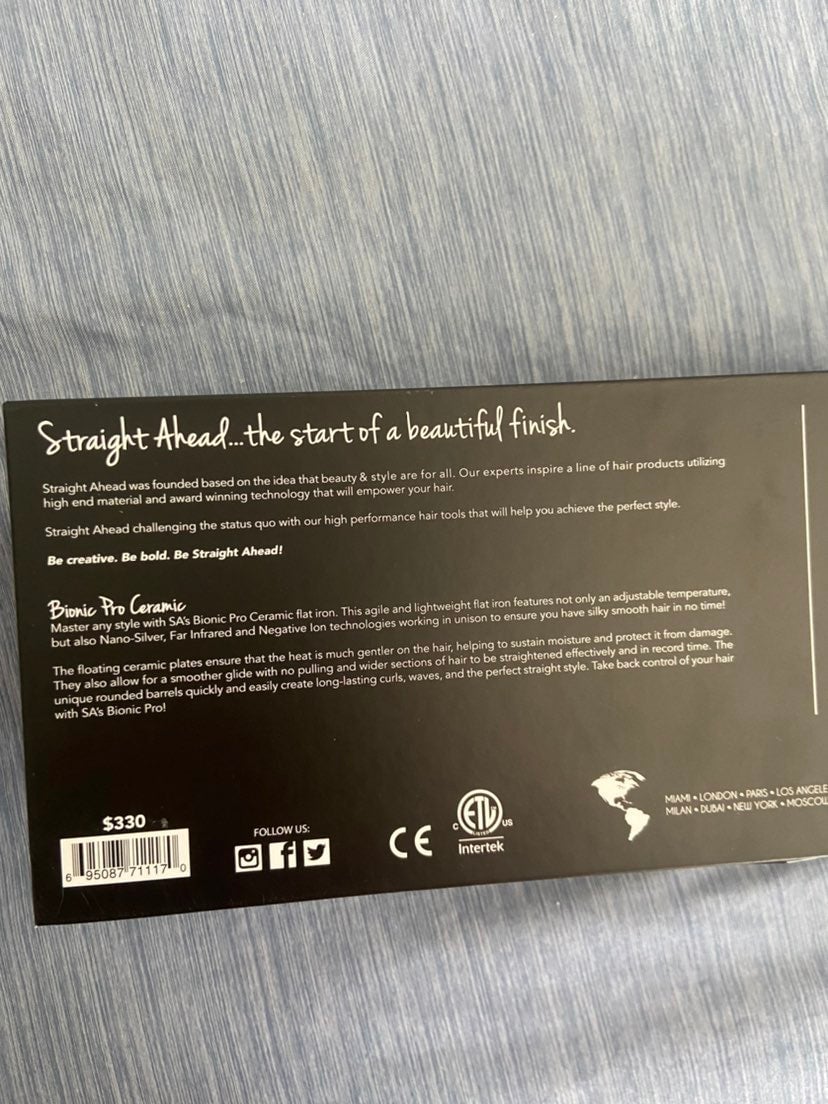 Straight Ahead...the start of a beautiful finish.
Straight Ahead was founded based on the idea that beauty & style are for all. Our experts inspire a line of hair products utilizing
high end material and award winning technology that will empower your hair.
Straight Ahead challenging the status quo with our high performance hair tools that will help you achieve the perfect style.
Be creative. Be bold. Be Straight Ahead!
Bionic Pro Ceramic
Master any style with SA's Bionic Pro Ceramic flat iron. This agile and lightweight flat iron features not only an adjustable temperature,
but also Nano-Silver, Far Infrared and Negative Ion technologies working in unison to ensure you have silky smooth hair in no time!
The floating ceramic plates ensure that the heat is much gentler on the hair, helping to sustain moisture and protect it from damage.
They also allow for a smoother glide with no pulling and wider sections of hair to be straightened effectively and in record time. The
unique rounded barrels quickly and easily create long-lasting curls, waves, and the perfect straight style. Take back control of your hair
with SA's Bionic Pro!
$330
6 95087 71117 0
FOLLOW US:
CE
C ETL US
LISTED
Intertek
MIAMI • LONDON • PARIS • LOS ANGELE
MILAN • DUBAI • NEW YORK • MOSCOW